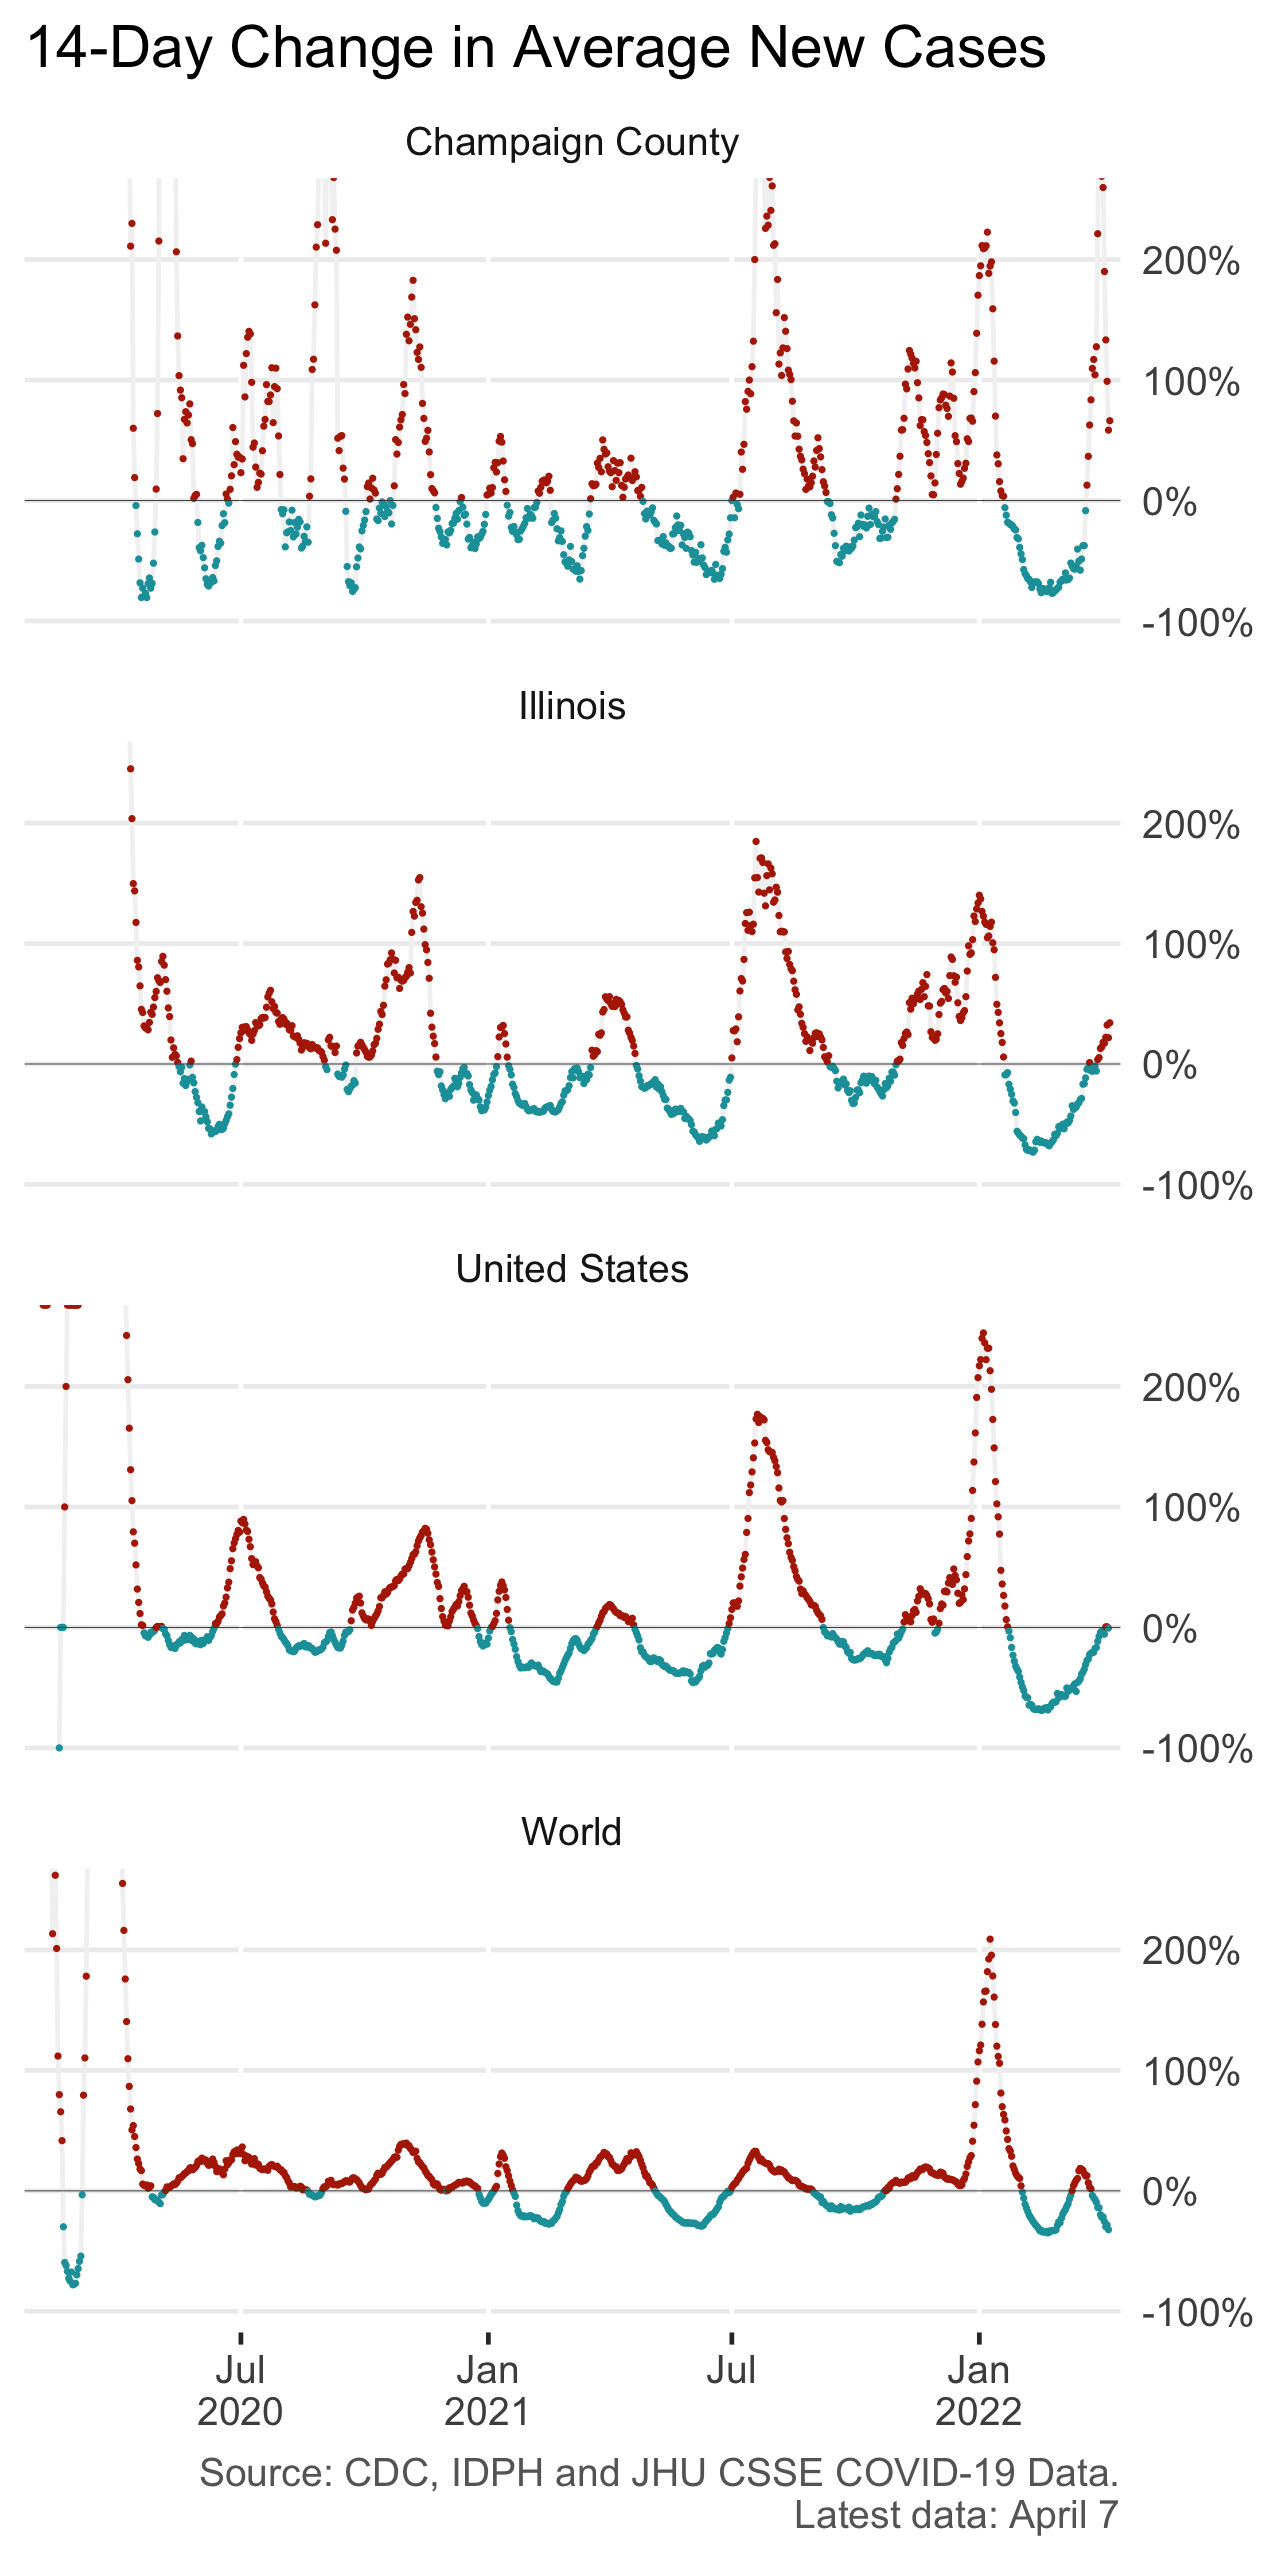 14-Day Change in Average New Cases
Champaign County
200%
100%
0%
-100%
Illinois
200%
100%
0%
-100%
United States
200%
100%
0%
-100%
World
200%
100%
0%
-100%
Jul Jan Jul Jan
2020 2021 2022
Source: CDC, IDPH and JHU CSSE COVID-19 Data.
Latest data: April 7